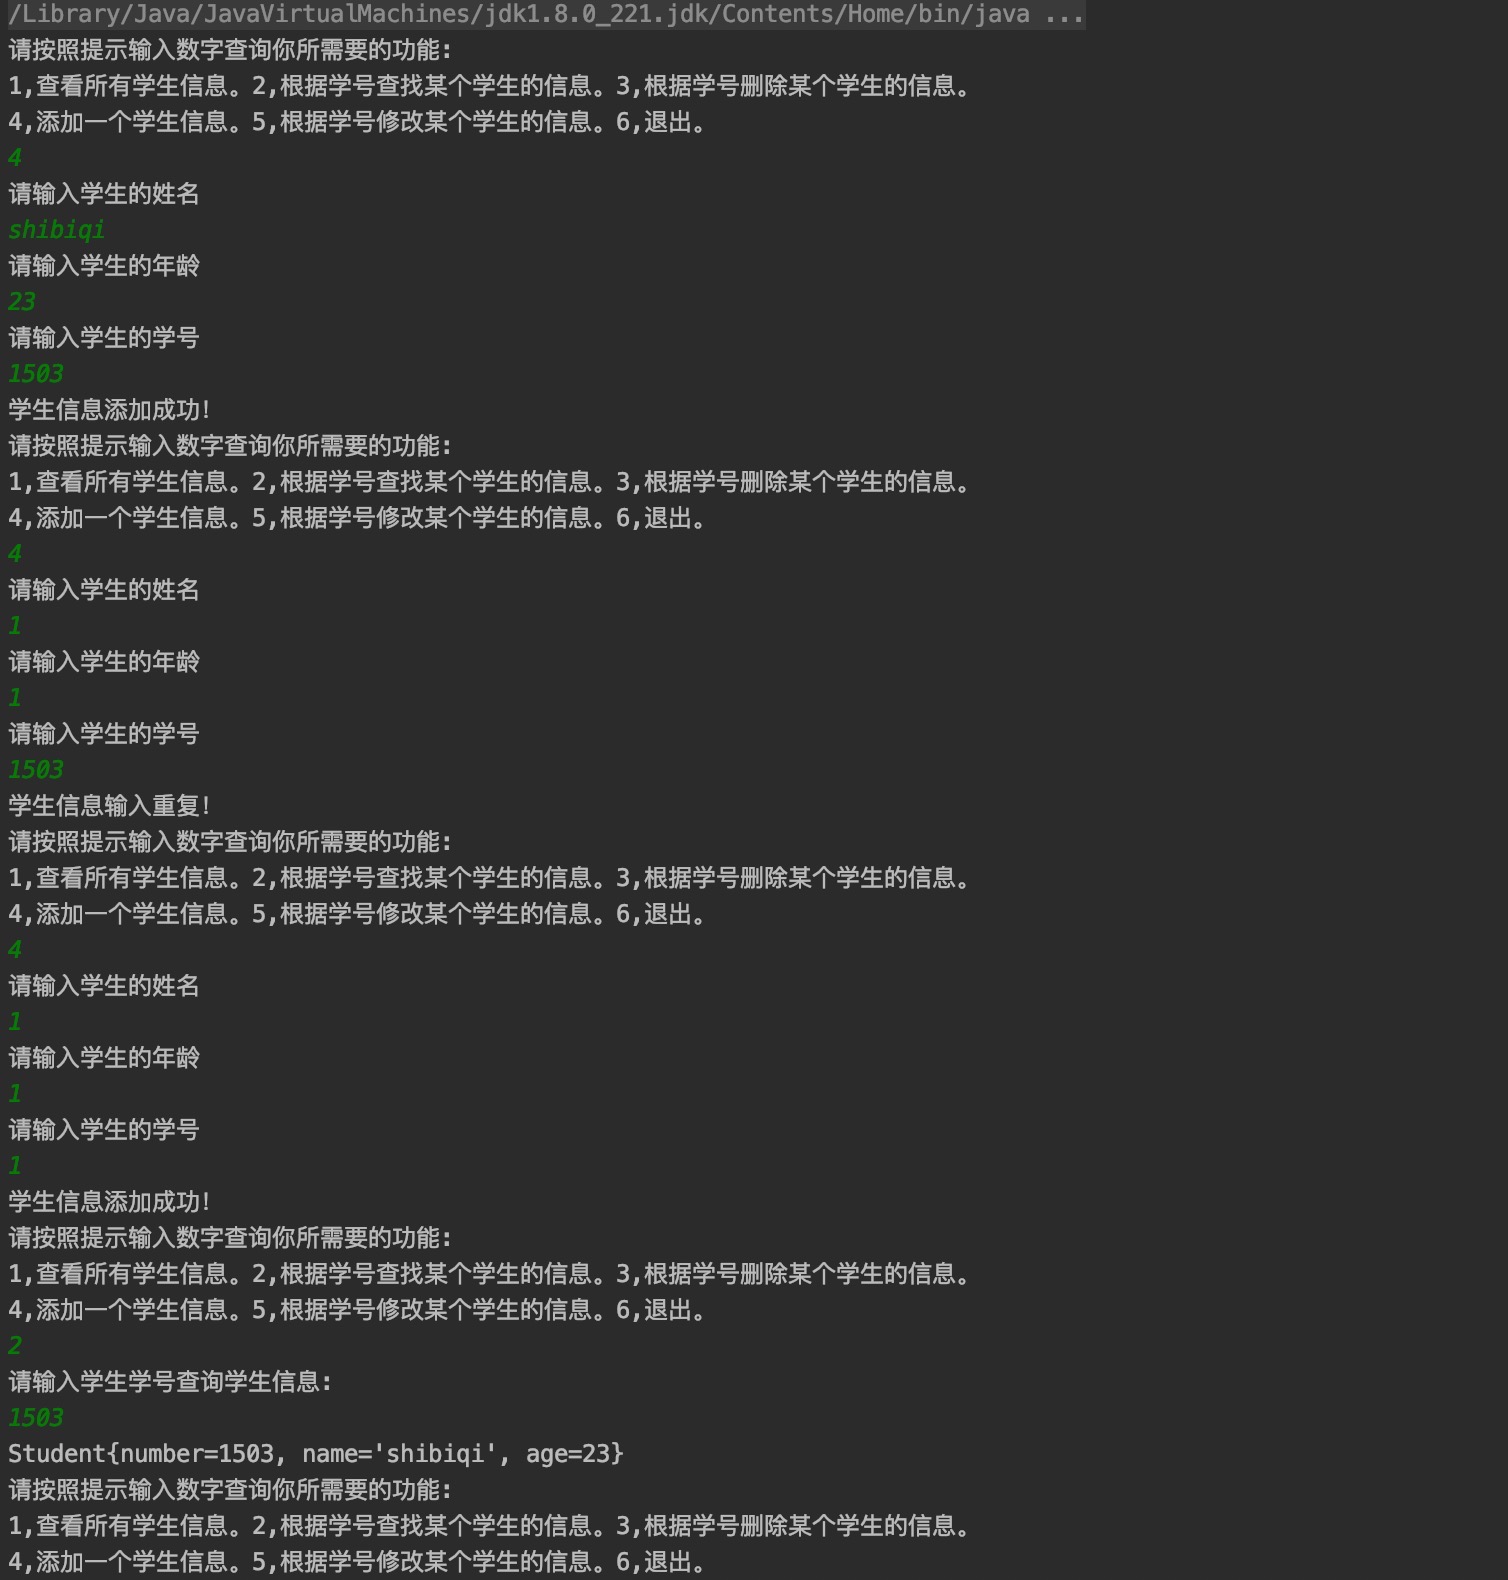 /Library/Java/JavaVirtualMachines/jdk1.8.0_221.jdk/Contents/Home/bin/java ...
请按照提示输入数字查询你所需要的功能:
1,查看所有学生信息。2,根据学号查找某个学生的信息。3,根据学号删除某个学生的信息。
4,添加一个学生信息。5,根据学号修改某个学生的信息。6,退出。
4
请输入学生的姓名
shibiqi
请输入学生的年龄
23
请输入学生的学号
1503
学生信息添加成功!
请按照提示输入数字查询你所需要的功能:
1,查看所有学生信息。2,根据学号查找某个学生的信息。3,根据学号删除某个学生的信息。
4,添加一个学生信息。5,根据学号修改某个学生的信息。6,退出。
4
请输入学生的姓名
1
请输入学生的年龄
1
请输入学生的学号
1503
学生信息输入重复!
请按照提示输入数字查询你所需要的功能:
1,查看所有学生信息。2,根据学号查找某个学生的信息。3,根据学号删除某个学生的信息。
4,添加一个学生信息。5,根据学号修改某个学生的信息。6,退出。
4
请输入学生的姓名
1
请输入学生的年龄
1
请输入学生的学号
1
学生信息添加成功!
请按照提示输入数字查询你所需要的功能:
1,查看所有学生信息。2,根据学号查找某个学生的信息。3,根据学号删除某个学生的信息。
4,添加一个学生信息。5,根据学号修改某个学生的信息。6,退出。
2
请输入学生学号查询学生信息:
1503
Student{number=1503, name='shibiqi', age=23}
请按照提示输入数字查询你所需要的功能:
1,查看所有学生信息。2,根据学号查找某个学生的信息。3,根据学号删除某个学生的信息。
4,添加一个学生信息。5,根据学号修改某个学生的信息。6,退出。